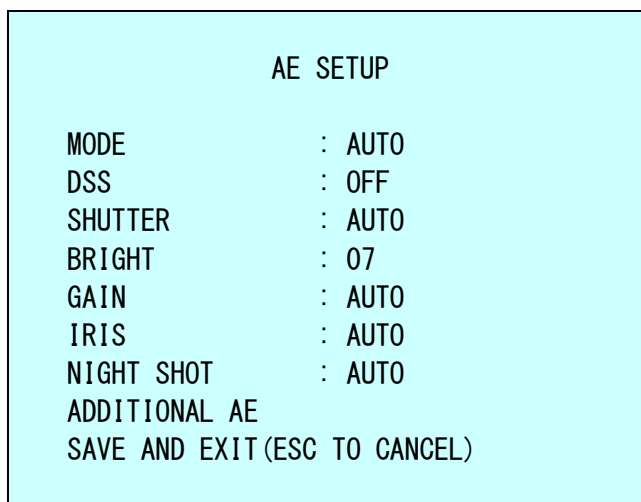 AE SETUP
MODE : AUTO
DSS : OFF
SHUTTER : AUTO
BRIGHT : 07
GAIN : AUTO
IRIS : AUTO
NIGHT SHOT : AUTO
ADDITIONAL AE
SAVE AND EXIT(ESC TO CANCEL)